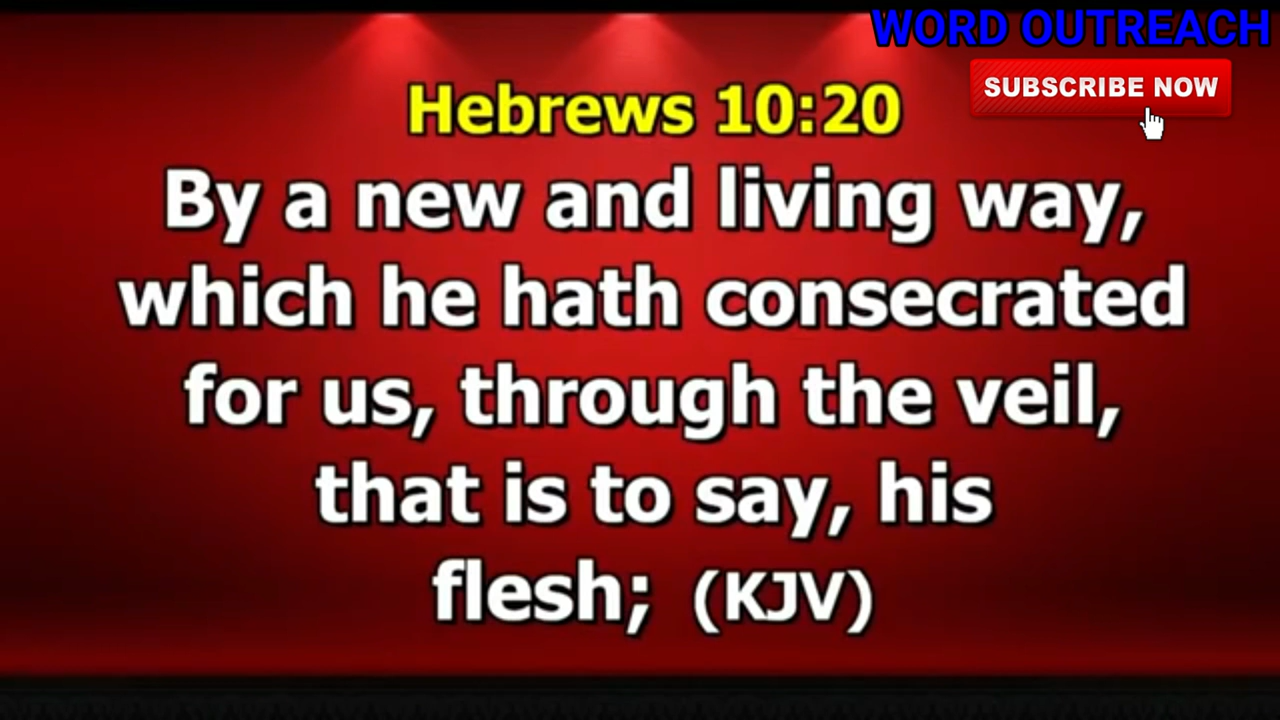 WORD OUTREACH
SUBSCRIBE NOW
Hebrews 10:20
By a new and living way,
which he hath consecrated
for us, through the veil,
that is to say, his
flesh; (KJV)